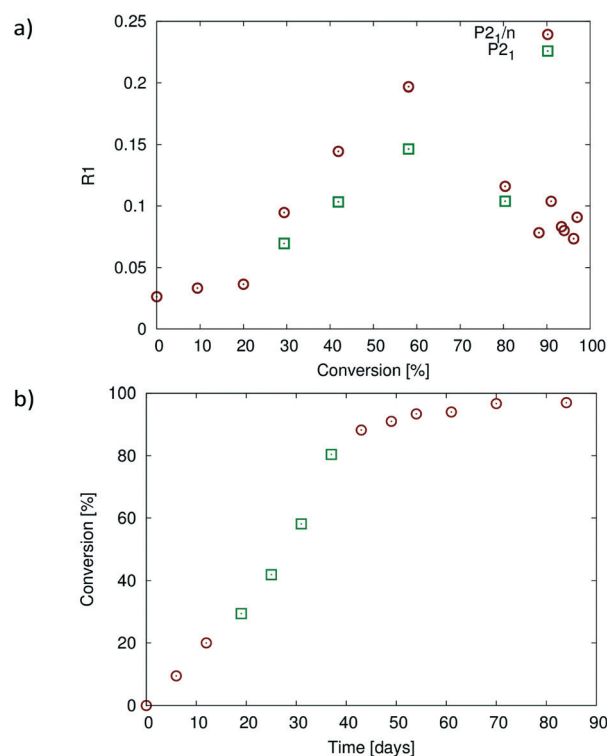 a)
0.25
P2₁/n
P2₁
0.2
0.15
R1
0.1
0.05
0
0 10 20 30 40 50 60 70 80 90 100
Conversion [%]
b)
100
80
60
Conversion [%]
40
20
0
0 10 20 30 40 50 60 70 80 90
Time [days]